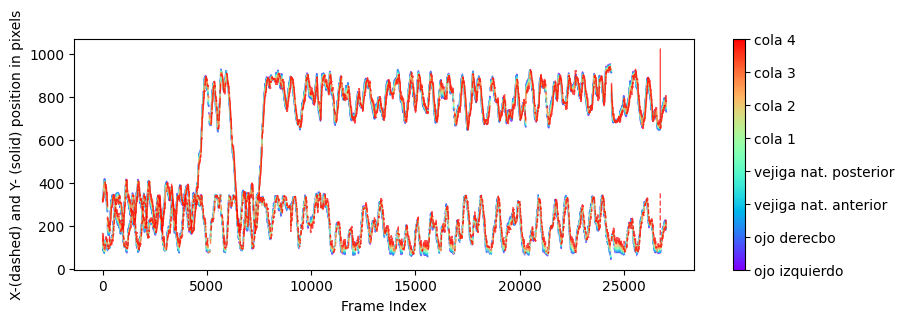 X-(dashed) and Y- (solid) position in pixels
1000
800
600
400
200
0
0 5000 10000 15000 20000 25000
Frame Index
cola 4
cola 3
cola 2
cola 1
vejiga nat. posterior
vejiga nat. anterior
ojo derecbo
ojo izquierdo